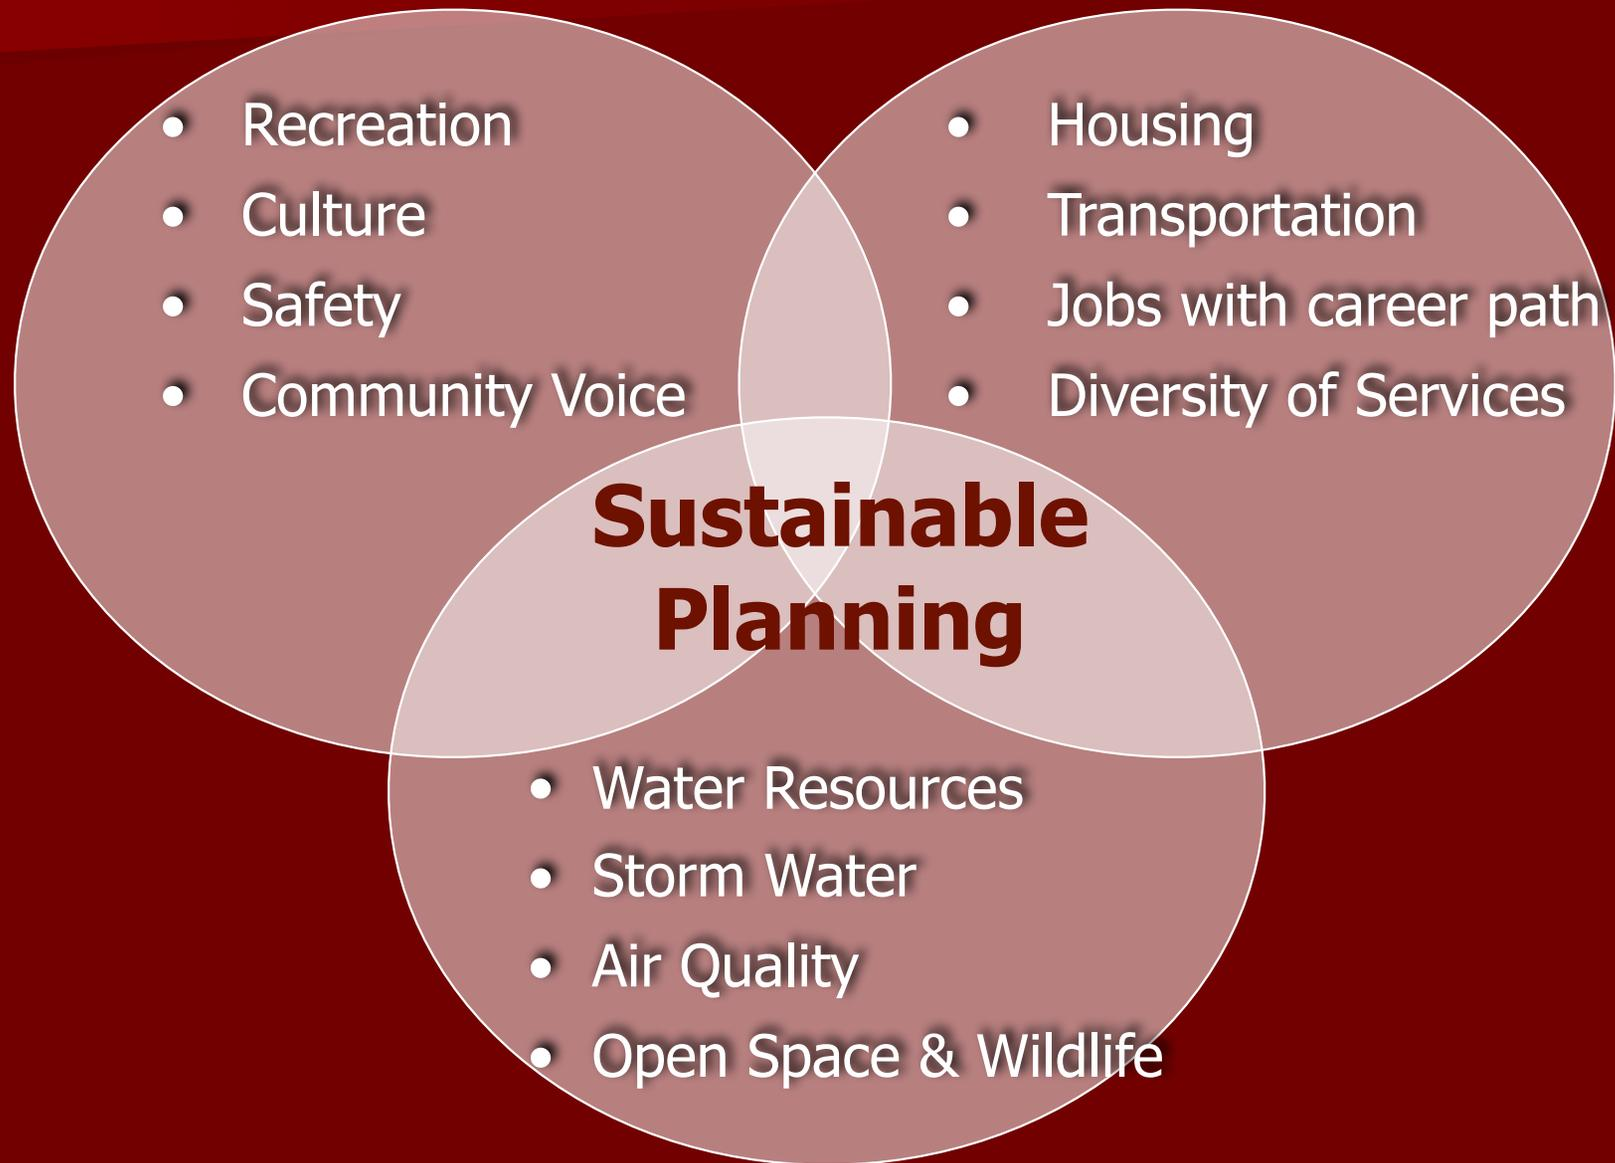 • Recreation
• Culture
• Safety
• Community Voice
• Housing
• Transportation
• Jobs with career path
• Diversity of Services
Sustainable
Planning
• Water Resources
• Storm Water
• Air Quality
• Open Space & Wildlife